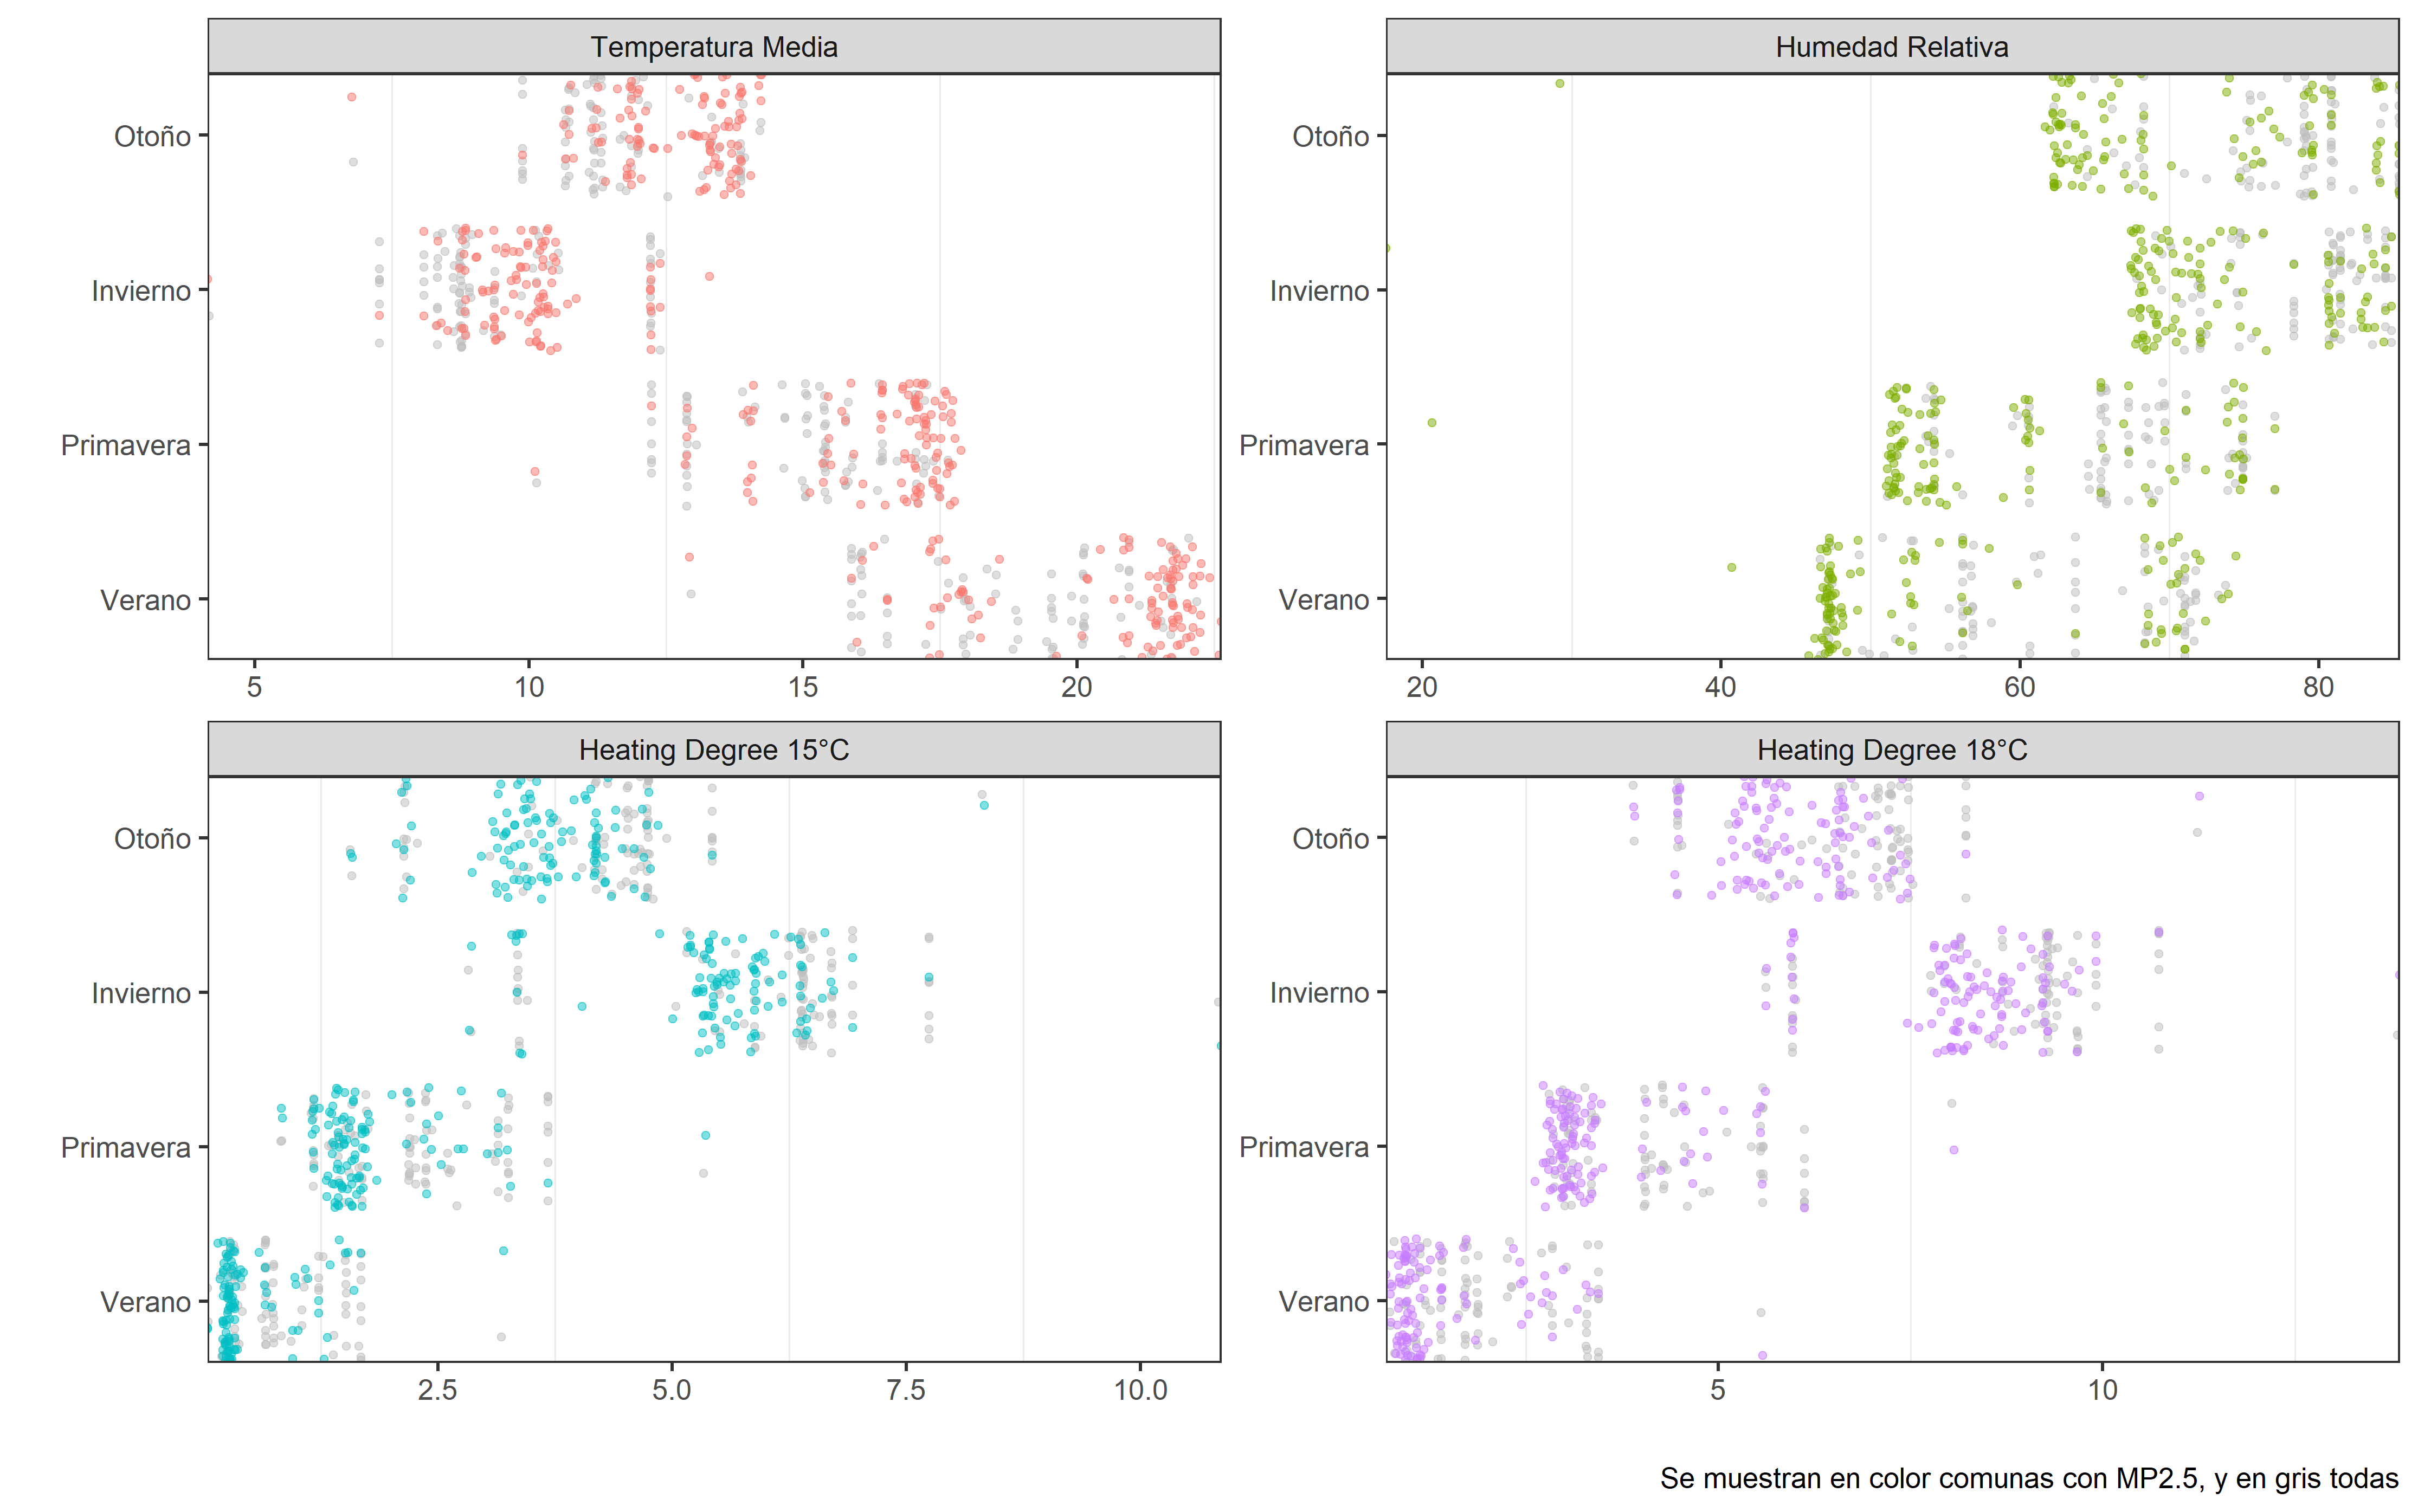 Temperatura Media
Humedad Relativa
Otoño
Invierno
Primavera
Verano
5 10 15 20
Otoño
Invierno
Primavera
Verano
20 40 60 80
Heating Degree 15°C
Heating Degree 18°C
Otoño
Invierno
Primavera
Verano
2.5 5.0 7.5 10.0
Otoño
Invierno
Primavera
Verano
5 10
Se muestran en color comunas con MP2.5, y en gris todas